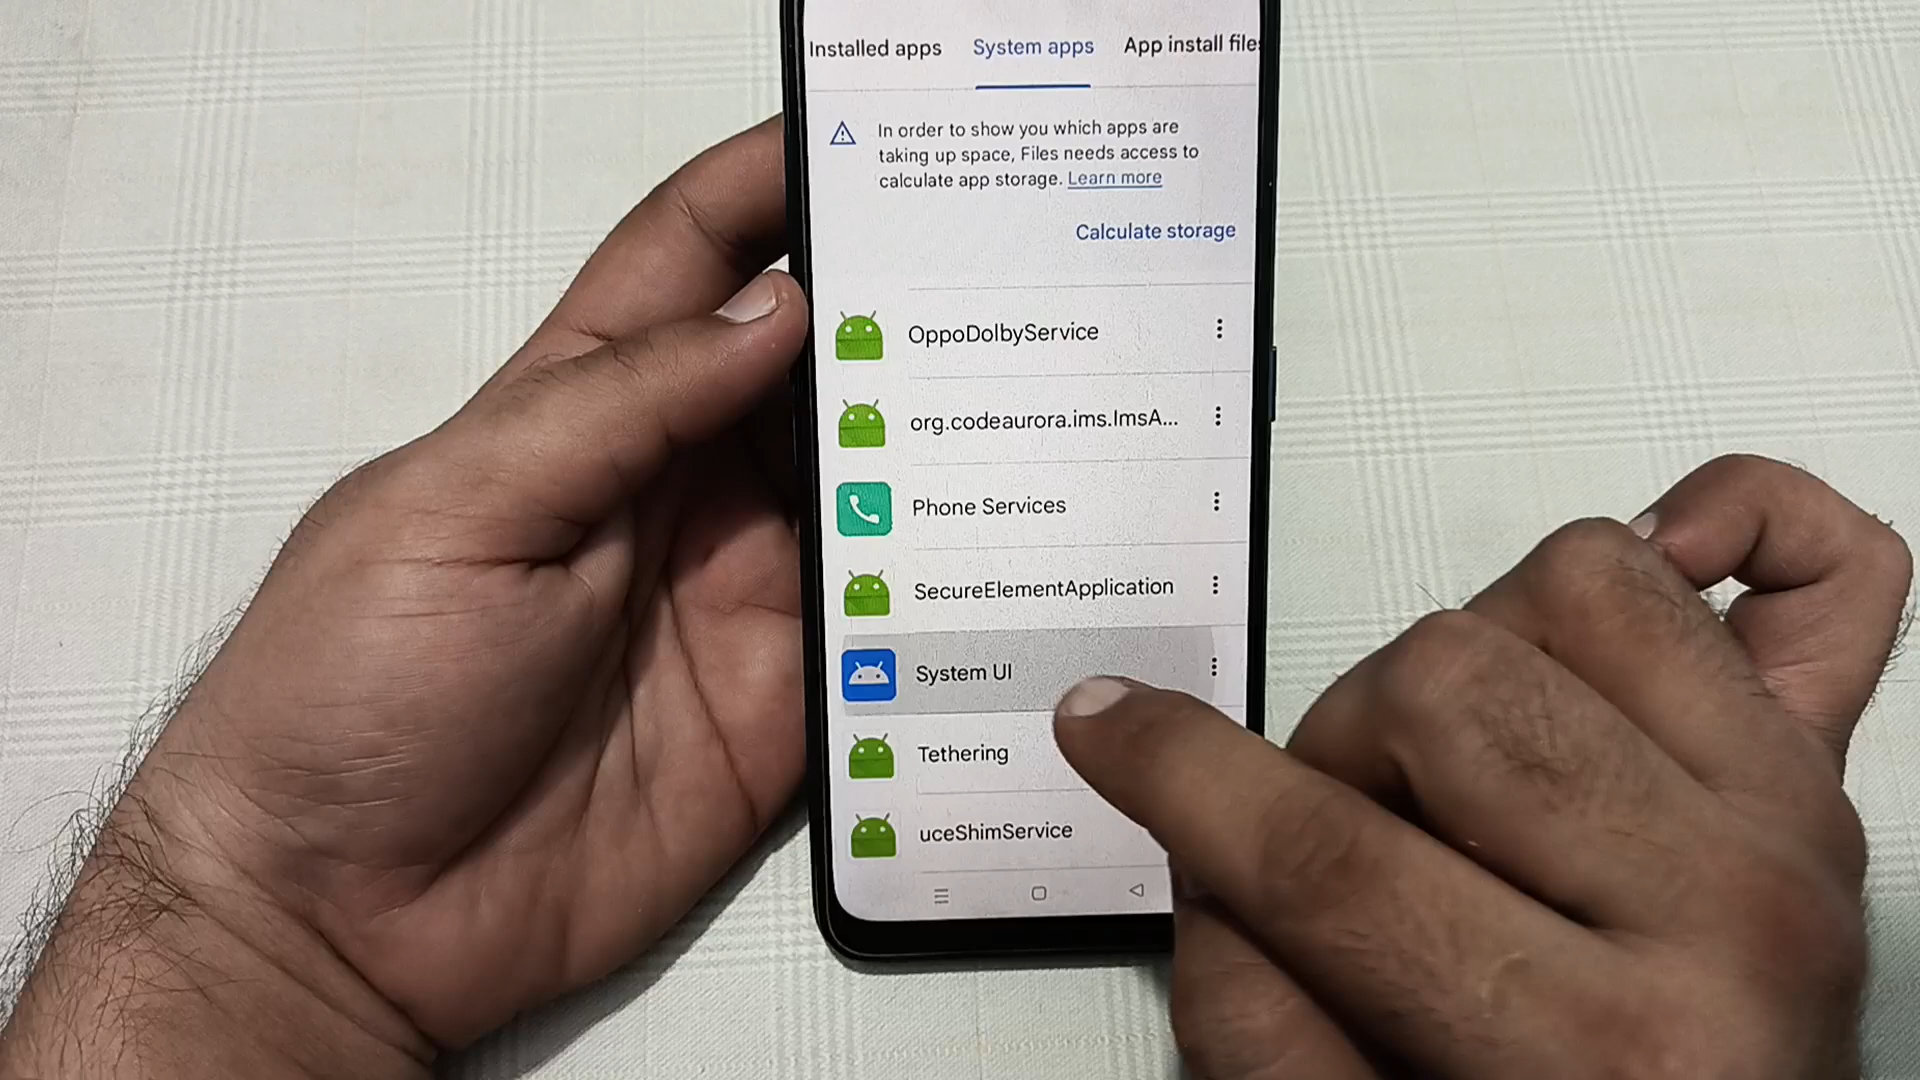 Installed apps
System apps
App install files
In order to show you which apps are
taking up space, Files needs access to
calculate app storage. Learn more
Calculate storage
OppoDolbyService
org.codeaurora.ims.ImsA...
Phone Services
SecureElementApplication
System UI
Tethering
uceShimService